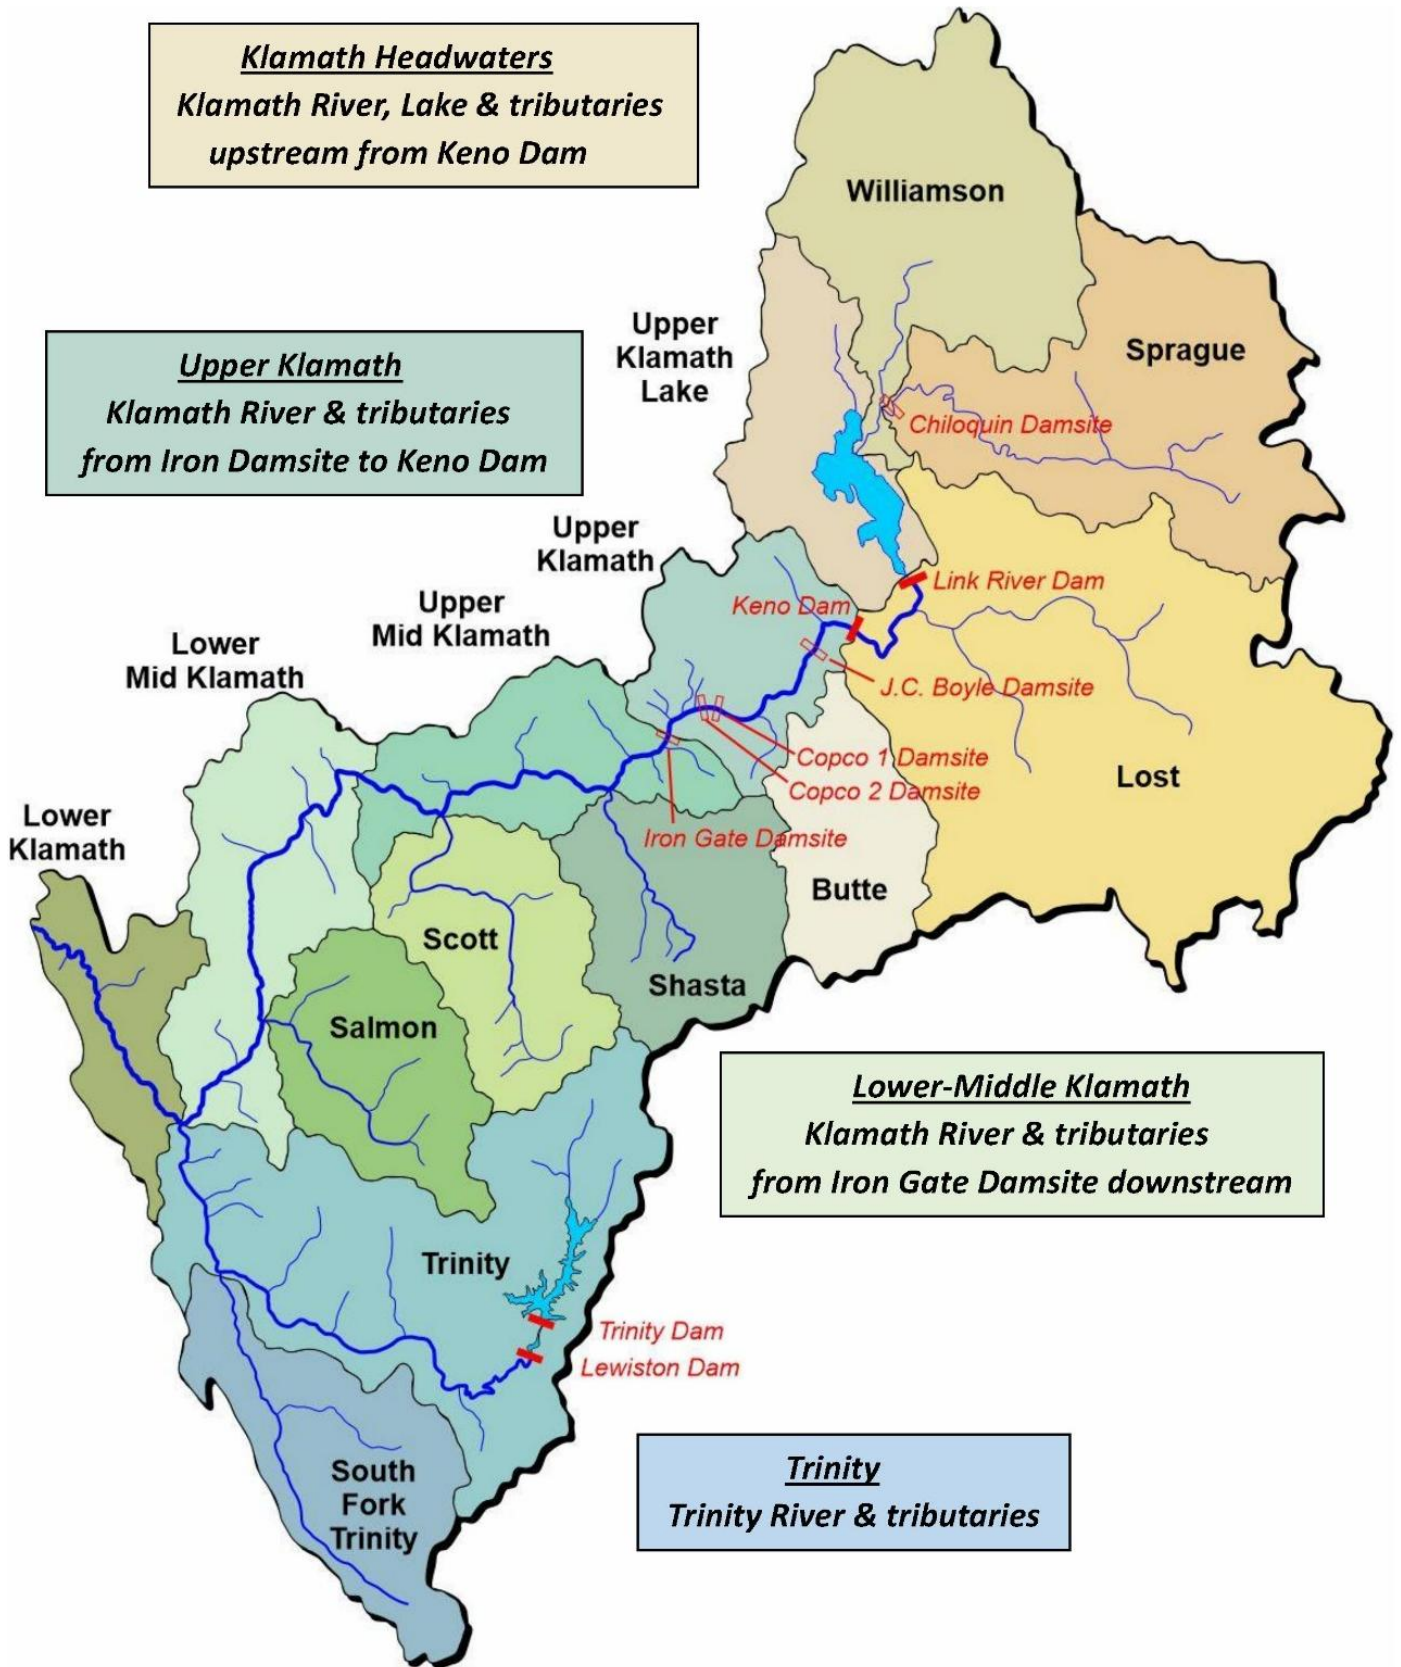 Klamath Headwaters
Klamath River, Lake & tributaries
upstream from Keno Dam
Williamson
Upper
Klamath
Lake
Sprague
Upper Klamath
Klamath River & tributaries
from Iron Damsite to Keno Dam
Chiloquin Damsite
Upper
Klamath
Link River Dam
Keno Dam
Upper
Mid Klamath
Lower
Mid Klamath
J.C. Boyle Damsite
Copco 1 Damsite
Copco 2 Damsite
Lost
Iron Gate Damsite
Lower
Klamath
Butte
Scott
Shasta
Salmon
Lower-Middle Klamath
Klamath River & tributaries
from Iron Gate Damsite downstream
Trinity
Trinity Dam
Lewiston Dam
South
Fork
Trinity
Trinity
Trinity River & tributaries